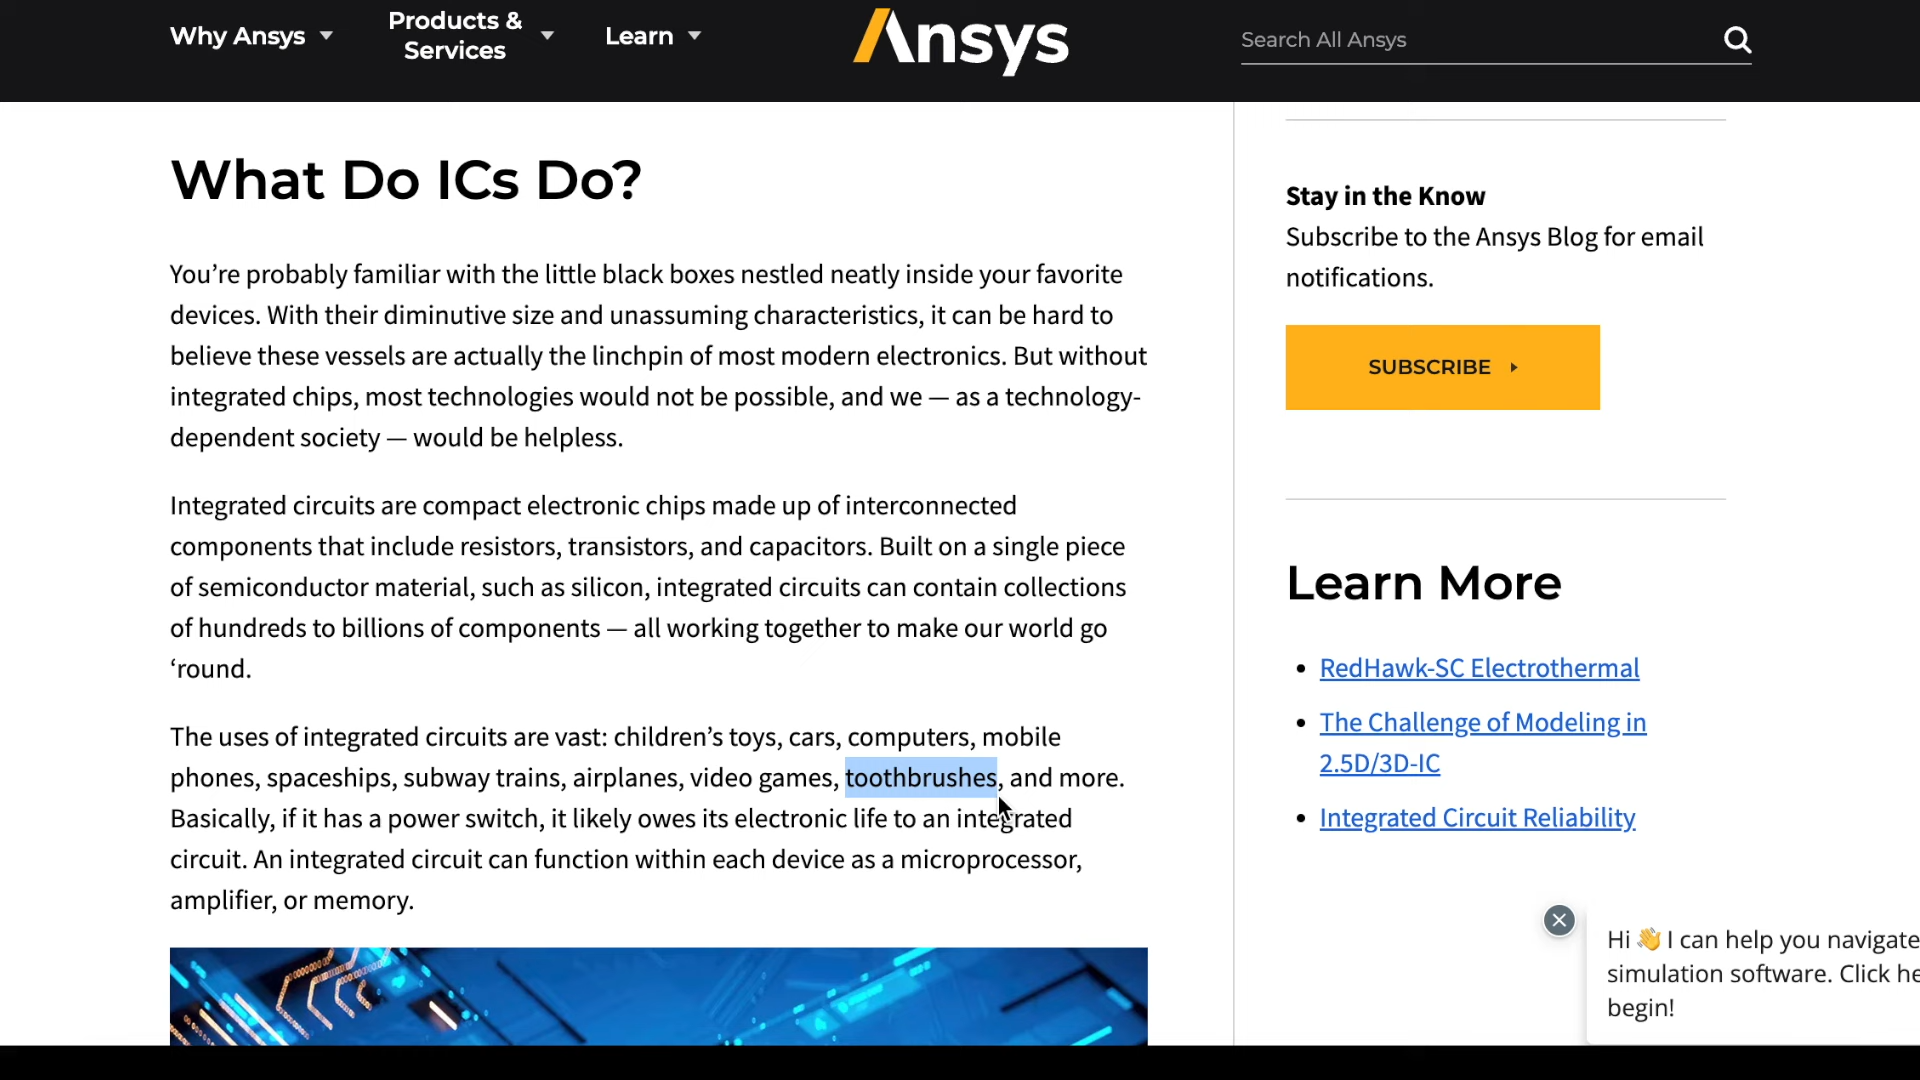 Why Ansys
Products &
Services
Learn
Ansys
Search All Ansys
What Do ICs Do?
You’re probably familiar with the little black boxes nestled neatly inside your favorite
devices. With their diminutive size and unassuming characteristics, it can be hard to
believe these vessels are actually the linchpin of most modern electronics. But without
integrated chips, most technologies would not be possible, and we — as a technology-
dependent society — would be helpless.
Integrated circuits are compact electronic chips made up of interconnected
components that include resistors, transistors, and capacitors. Built on a single piece
of semiconductor material, such as silicon, integrated circuits can contain collections
of hundreds to billions of components — all working together to make our world go
‘round.
The uses of integrated circuits are vast: children’s toys, cars, computers, mobile
phones, spaceships, subway trains, airplanes, video games, toothbrushes, and more.
Basically, if it has a power switch, it likely owes its electronic life to an integrated
circuit. An integrated circuit can function within each device as a microprocessor,
amplifier, or memory.
Stay in the Know
Subscribe to the Ansys Blog for email
notifications.
SUBSCRIBE
Learn More
RedHawk-SC Electrothermal
The Challenge of Modeling in
2.5D/3D-IC
Integrated Circuit Reliability
Hi 👋 I can help you navigate
simulation software. Click
begin!